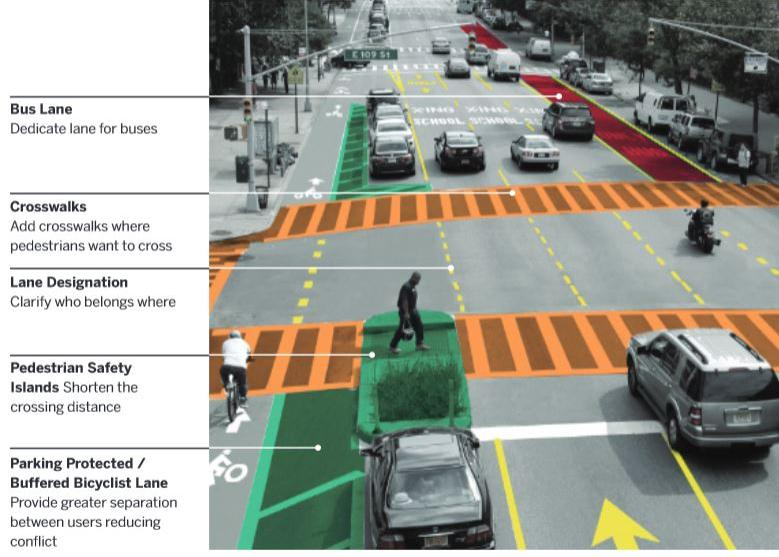 E 109 St
XING XING XIN
SCHOOL SCHOOL S
Bus Lane
Dedicate lane for buses
Crosswalks
Add crosswalks where
pedestrians want to cross
Lane Designation
Clarify who belongs where
Pedestrian Safety
Islands Shorten the
crossing distance
Parking Protected /
Buffered Bicyclist Lane
Provide greater separation
between users reducing
conflict